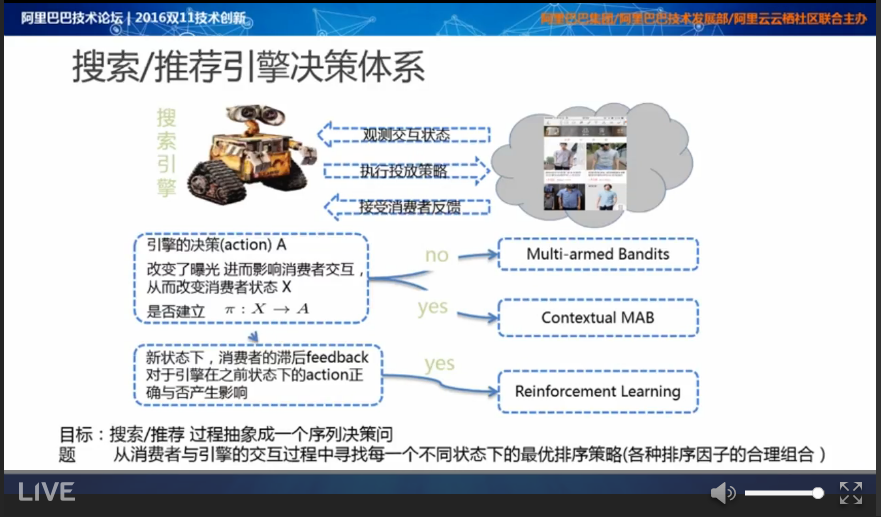 阿里巴巴技术论坛 | 2016双11技术创新
阿里巴巴集团/阿里巴巴技术发展部/阿里云云栖社区联合主办
搜索/推荐引擎决策体系
搜索引擎
观测交互状态
执行投放策略
接受消费者反馈
引擎的决策(action) A
改变了曝光 进而影响消费者交互，
从而改变消费者状态 X
是否建立 π : X → A
no
Multi-armed Bandits
yes
Contextual MAB
新状态下，消费者的滞后feedback
对于引擎在之前状态下的action正
确与否产生影响
yes
Reinforcement Learning
目标：搜索/推荐 过程抽象成一个序列决策问
题 从消费者与引擎的交互过程中寻找每一个不同状态下的最优排序策略(各种排序因子的合理组合）
LIVE